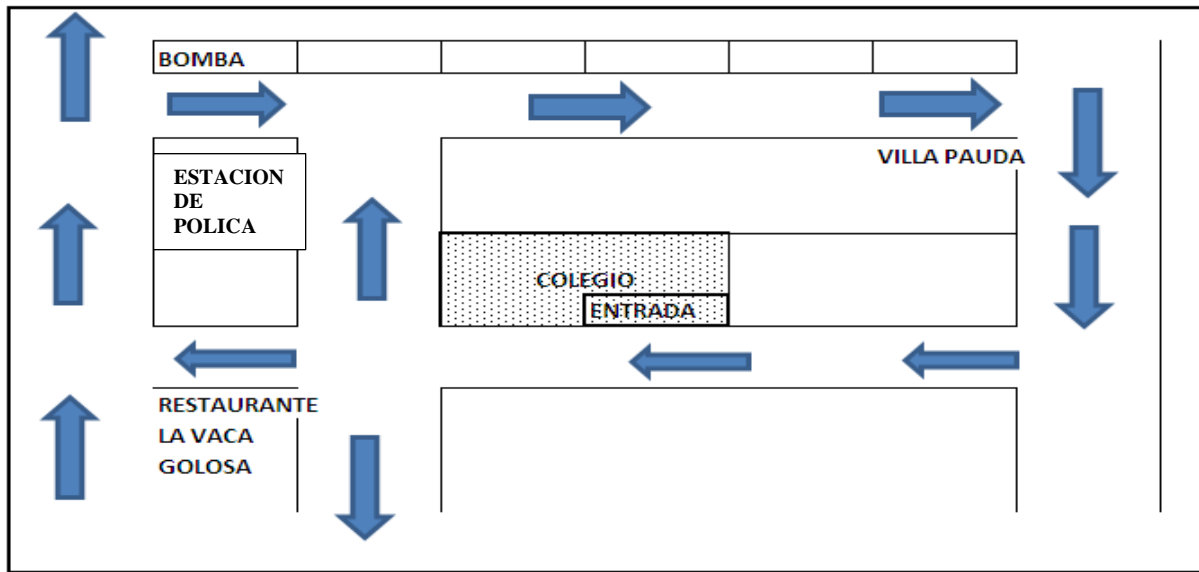 BOMBA
VILLA PAUDA
ESTACION
DE
POLICA
COLEGIO
ENTRADA
RESTAURANTE
LA VACA
GOLOSA